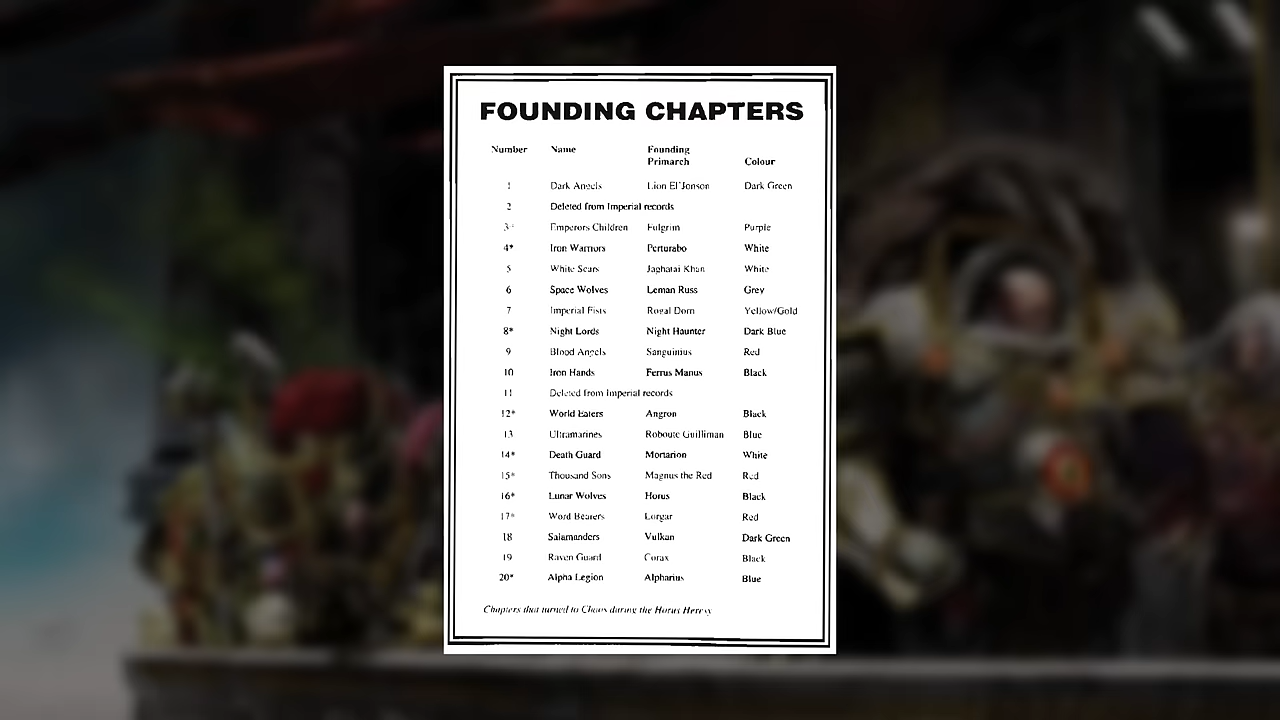 FOUNDING CHAPTERS
Number Name Founding Primarch Colour
1 Dark Angels Lion El'Jonson Dark Green
2 Deleted from Imperial records
3* Emperors Children Fulgrim Purple
4* Iron Warriors Perturabo White
5 White Scars Jaghatai Khan White
6 Space Wolves Leman Russ Grey
7 Imperial Fists Rogal Dorn Yellow/Gold
8* Night Lords Night Haunter Dark Blue
9 Blood Angels Sanguinius Red
10 Iron Hands Ferrus Manus Black
11 Deleted from Imperial records
12* World Eaters Angron Black
13 Ultramarines Roboute Guilliman Blue
14* Death Guard Mortarion White
15* Thousand Sons Magnus the Red Red
16* Lunar Wolves Horus Black
17* Word Bearers Lorgar Red
18 Salamanders Vulkan Dark Green
19 Raven Guard Corax Black
20* Alpha Legion Alpharius Blue
Chapters that turned to Chaos during the Horus Heresy